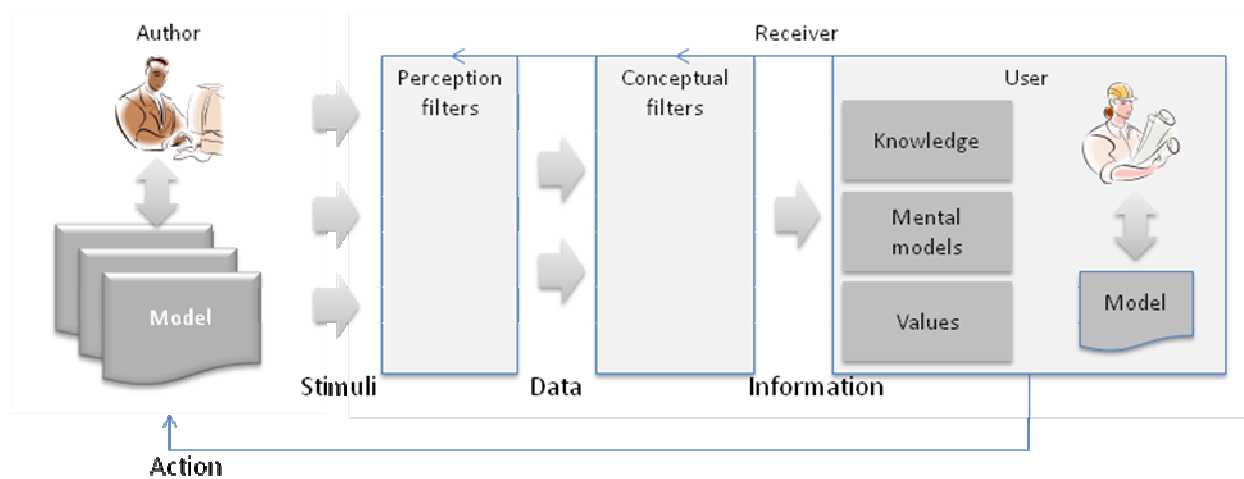 Author
Receiver
Perception
filters
Conceptual
filters
User
Knowledge
Mental
models
Values
Model
Model
Stimuli
Data
Information
Action